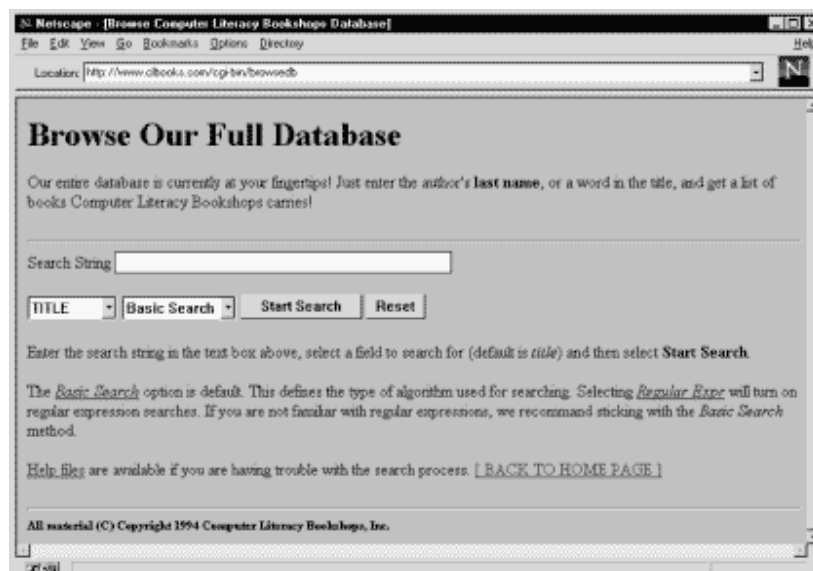 Netscape - [Browse Computer Literacy Bookshops Database]
File Edit View Go Bookmarks Options Directory Help
Location: http://www.clbooks.com/cgi-bin/browsedb
N
Browse Our Full Database
Our entire database is currently at your fingertips! Just enter the author's last name, or a word in the title, and get a list of
books Computer Literacy Bookshops carries!
Search String
TITLE Basic Search Start Search Reset
Enter the search string in the text box above, select a field to search for (default is title) and then select Start Search.
The Basic Search option is default. This defines the type of algorithm used for searching. Selecting Regular Expr will turn on
regular expression searches. If you are not familiar with regular expressions, we recommand sticking with the Basic Search
method.
Help files are available if you are having trouble with the search process. [ BACK TO HOME PAGE ]
All material (C) Copyright 1994 Computer Literacy Bookshops, Inc.